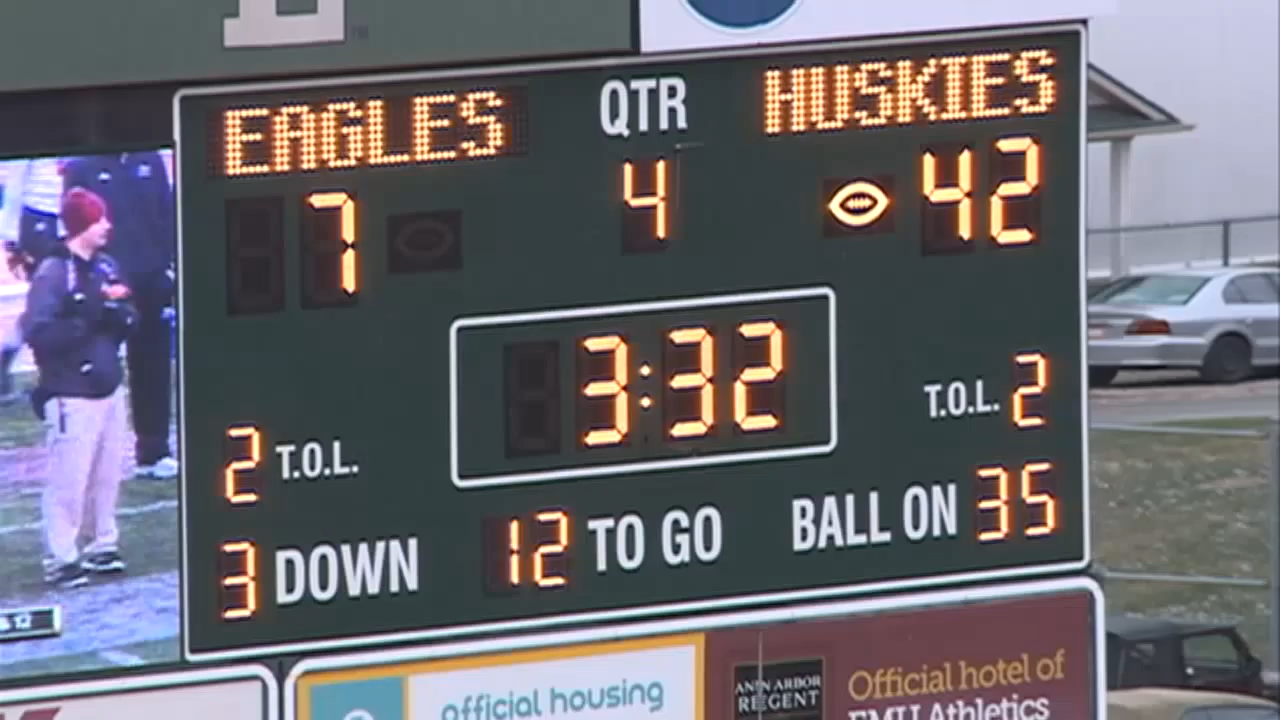 E
EAGLES QTR HUSKIES
7 4 42
3:32
2 T.O.L. T.O.L. 2
3 DOWN 12 TO GO BALL ON 35
& 12
official housing
ANN ARBOR
REGENT
Official hotel of
EMU Athletics